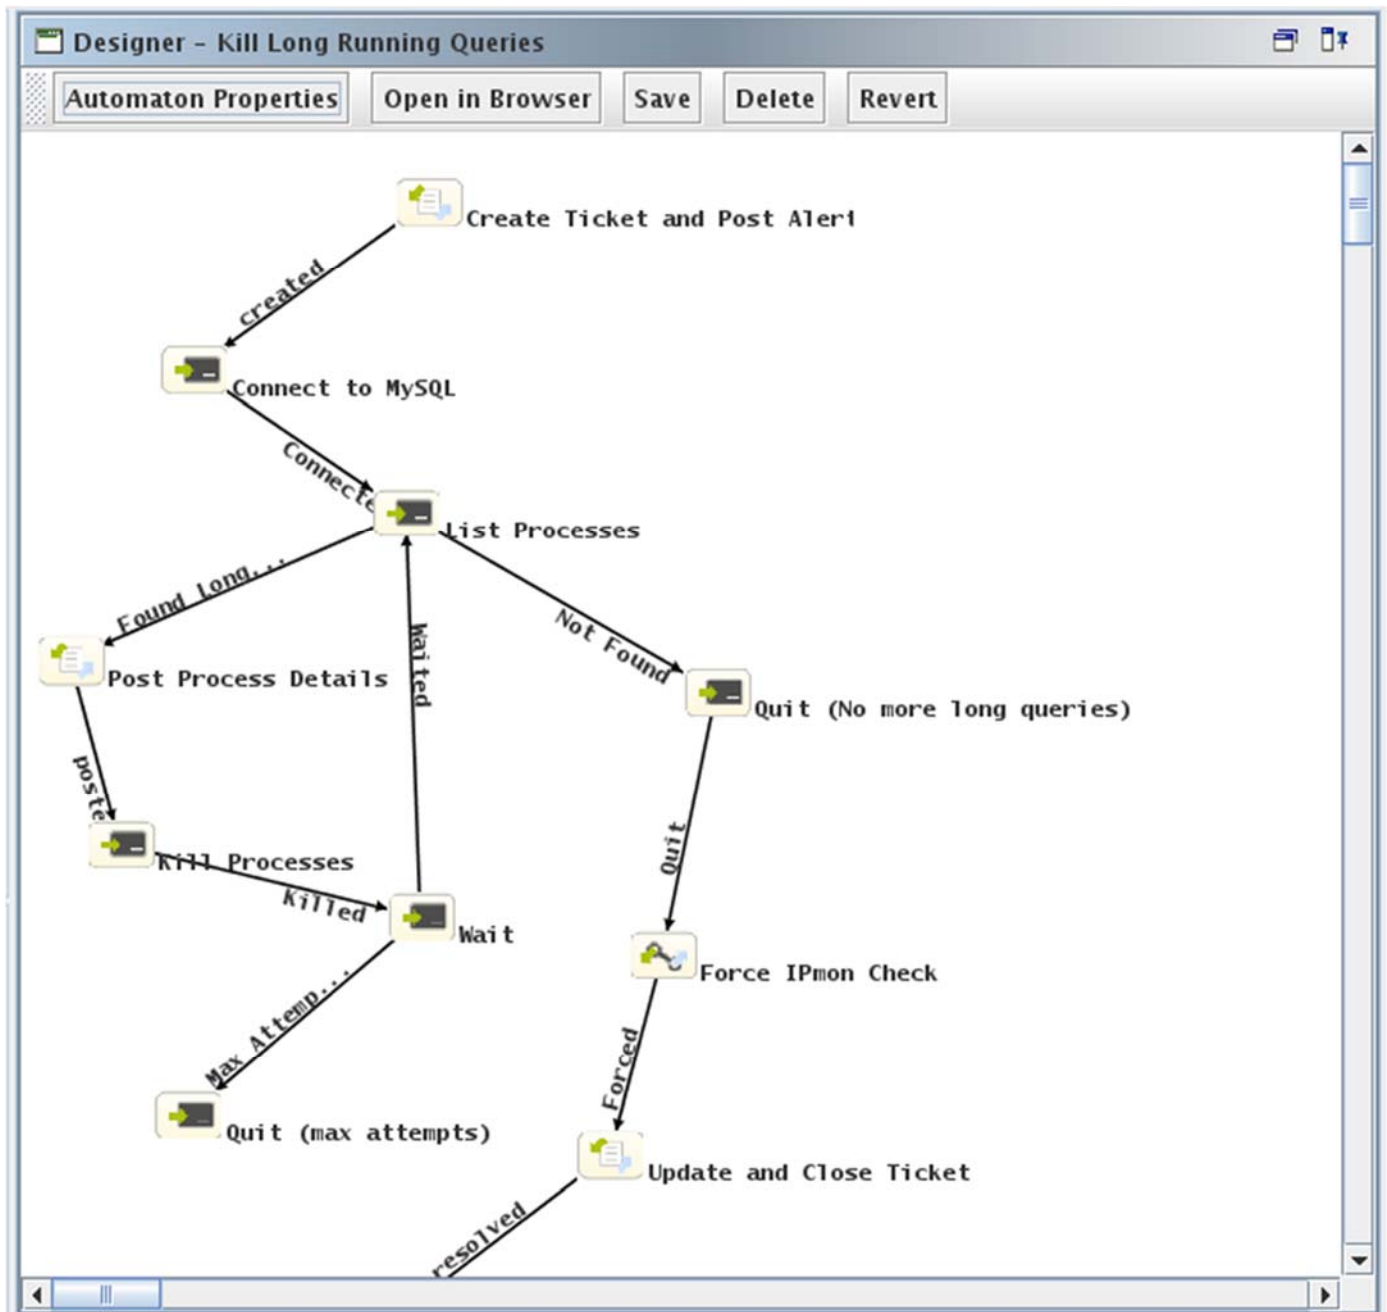 Designer - Kill Long Running Queries
Automaton Properties Open in Browser Save Delete Revert
Create Ticket and Post Alert
created
Connect to MySQL
Connecte
List Processes
Found Long...
Not Found
Waited
Post Process Details
Quit (No more long queries)
poste
Quit
Kill Processes
Killed
Wait
Force IPmon Check
Max Attemp...
Forced
Quit (max attempts)
Update and Close Ticket
resolved